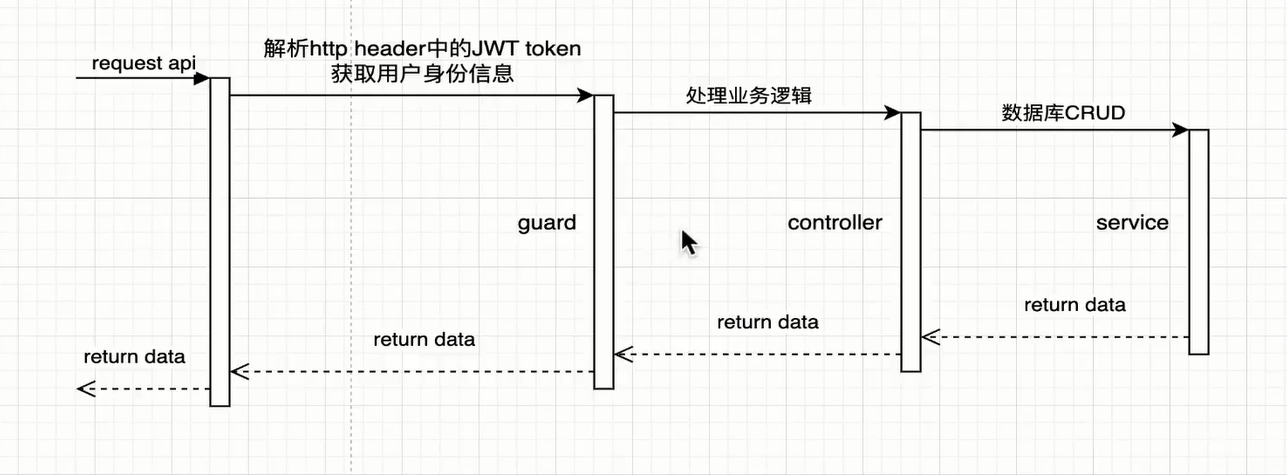 request api
解析http header中的JWT token
获取用户身份信息
处理业务逻辑
数据库CRUD
guard
controller
service
return data
return data
return data
return data